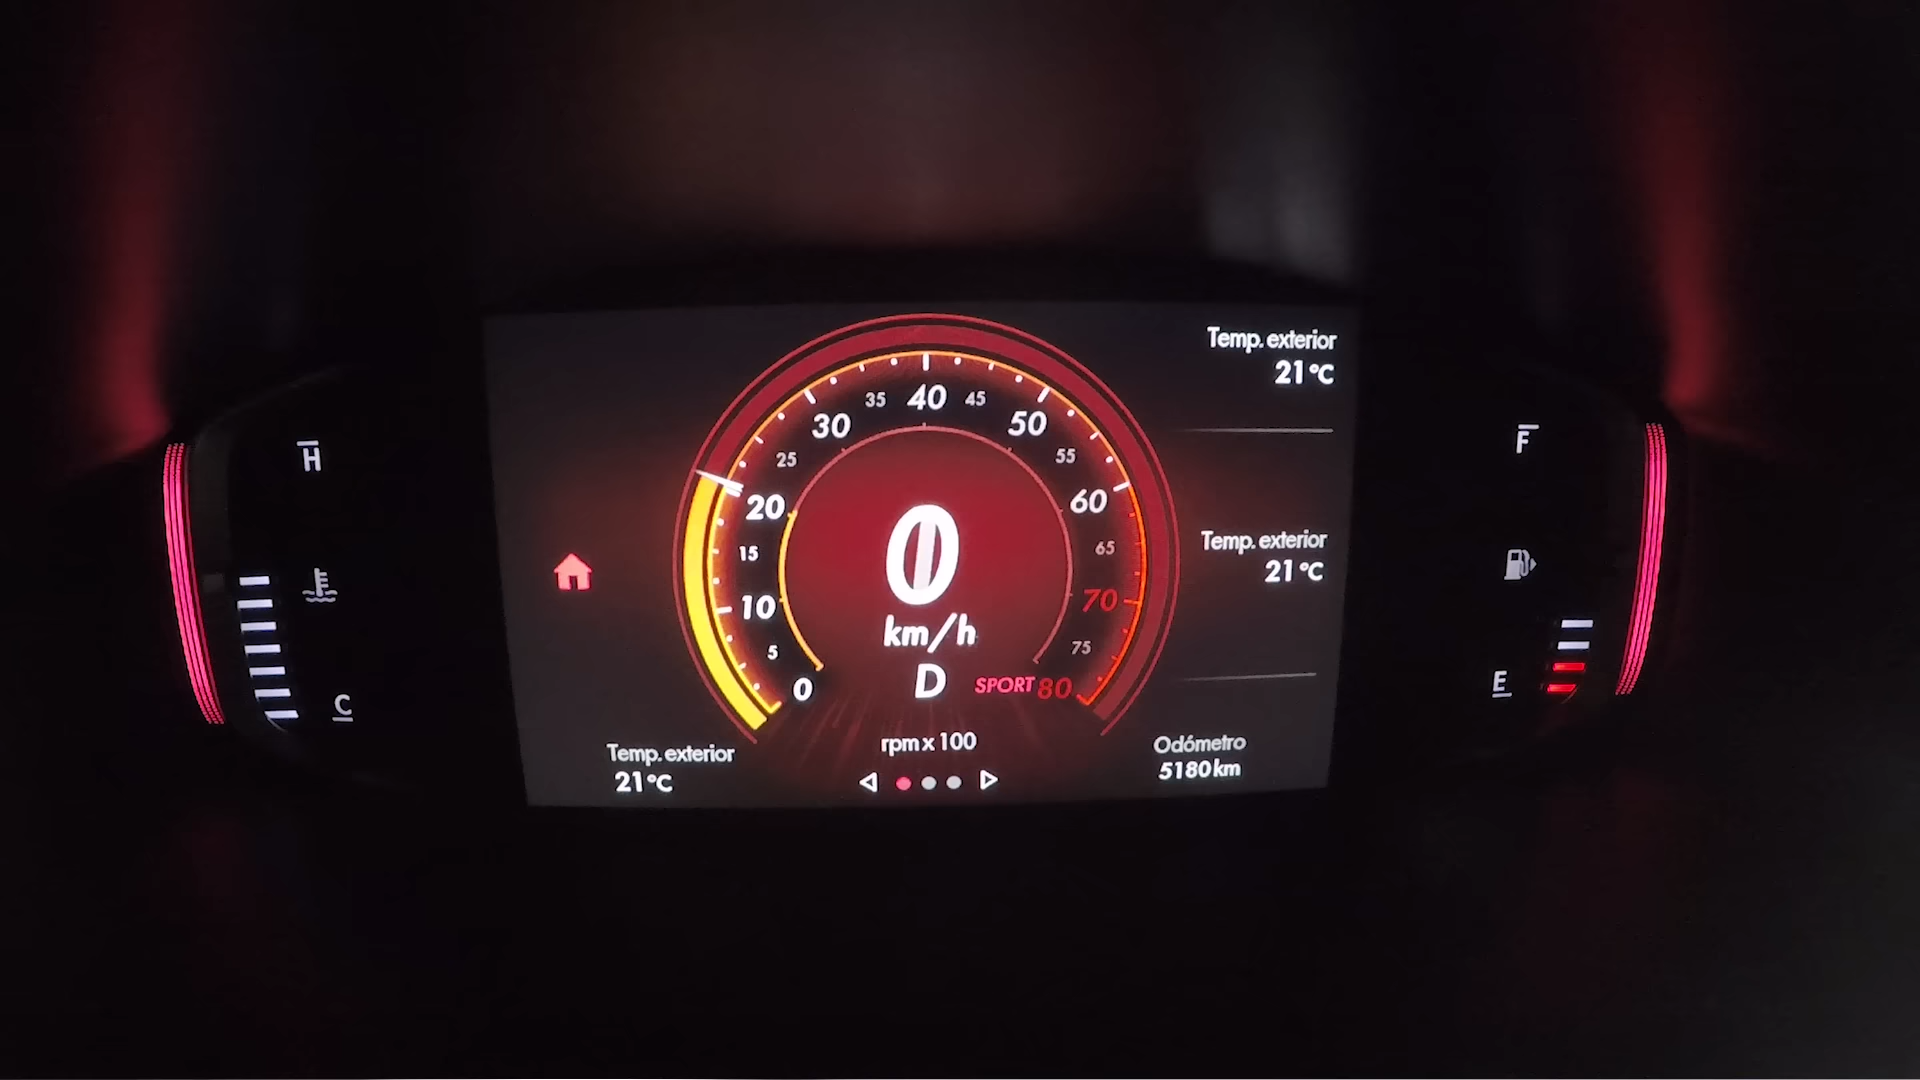 Temp. exterior
21°C
H
F
35 40 45
30 50
25 55
20 60
15 65
10 70
5 75
0 80
0
km/h
D
SPORT
Temp. exterior
21°C
C
E
rpm x 100
Temp. exterior
21°C
Odómetro
5180 km